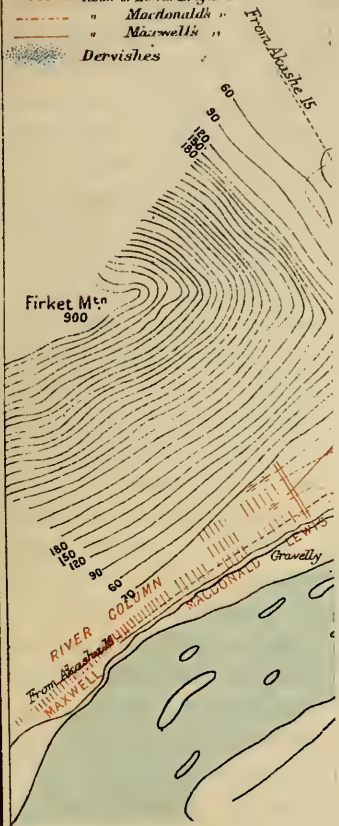 " Macdonald's "
" Maxwell's "
Dervishes "
From Akashe 15
60
90
120
150
180
Firket Mtn.
900
180
150
120
90
60
30
RIVER COLUMN
From Akashe
MAXWELL
MACDONALD
LEWIS
Gravelly